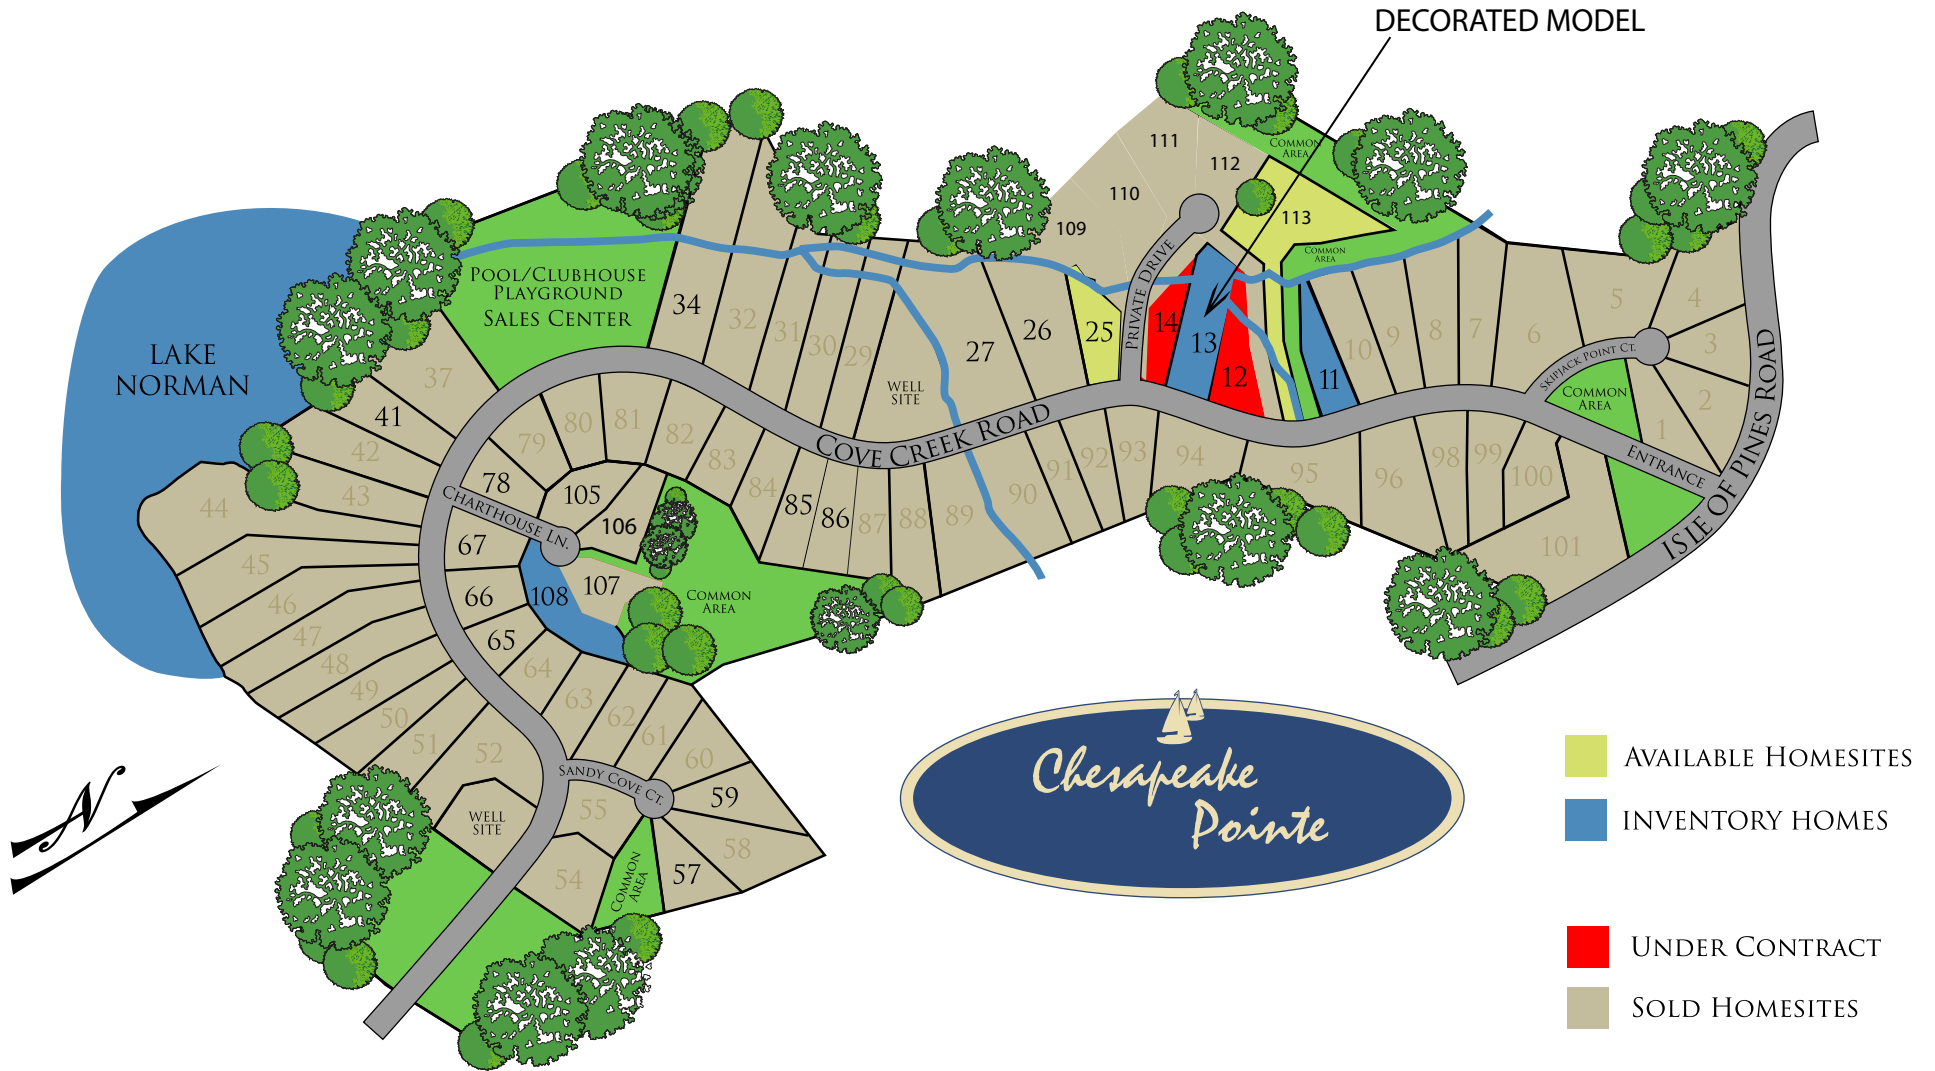 DECORATED MODEL
111
COMMON
AREA
112
110
113
109
COMMON
AREA
POOL/CLUBHOUSE
PLAYGROUND
SALES CENTER
34
32
31
30
29
27
26
25
PRIVATE DRIVE
14
13
12
11
10
9
8
7
6
5
4
3
2
1
SKIPJACK POINT CT.
COMMON
AREA
LAKE
NORMAN
WELL
SITE
37
41
42
43
44
45
46
47
48
49
50
51
52
COVE CREEK ROAD
ENTRANCE
ISLE OF PINES ROAD
78
79
80
81
82
83
84
85
86
87
88
89
90
91
92
93
94
95
96
98
99
100
101
105
106
CHARTHOUSE LN.
67
66
65
64
63
62
61
60
59
58
57
108
107
COMMON
AREA
SANDY COVE CT.
55
54
WELL
SITE
COMMON
AREA
N
Chesapeake
Pointe
AVAILABLE HOMESITES
INVENTORY HOMES
UNDER CONTRACT
SOLD HOMESITES